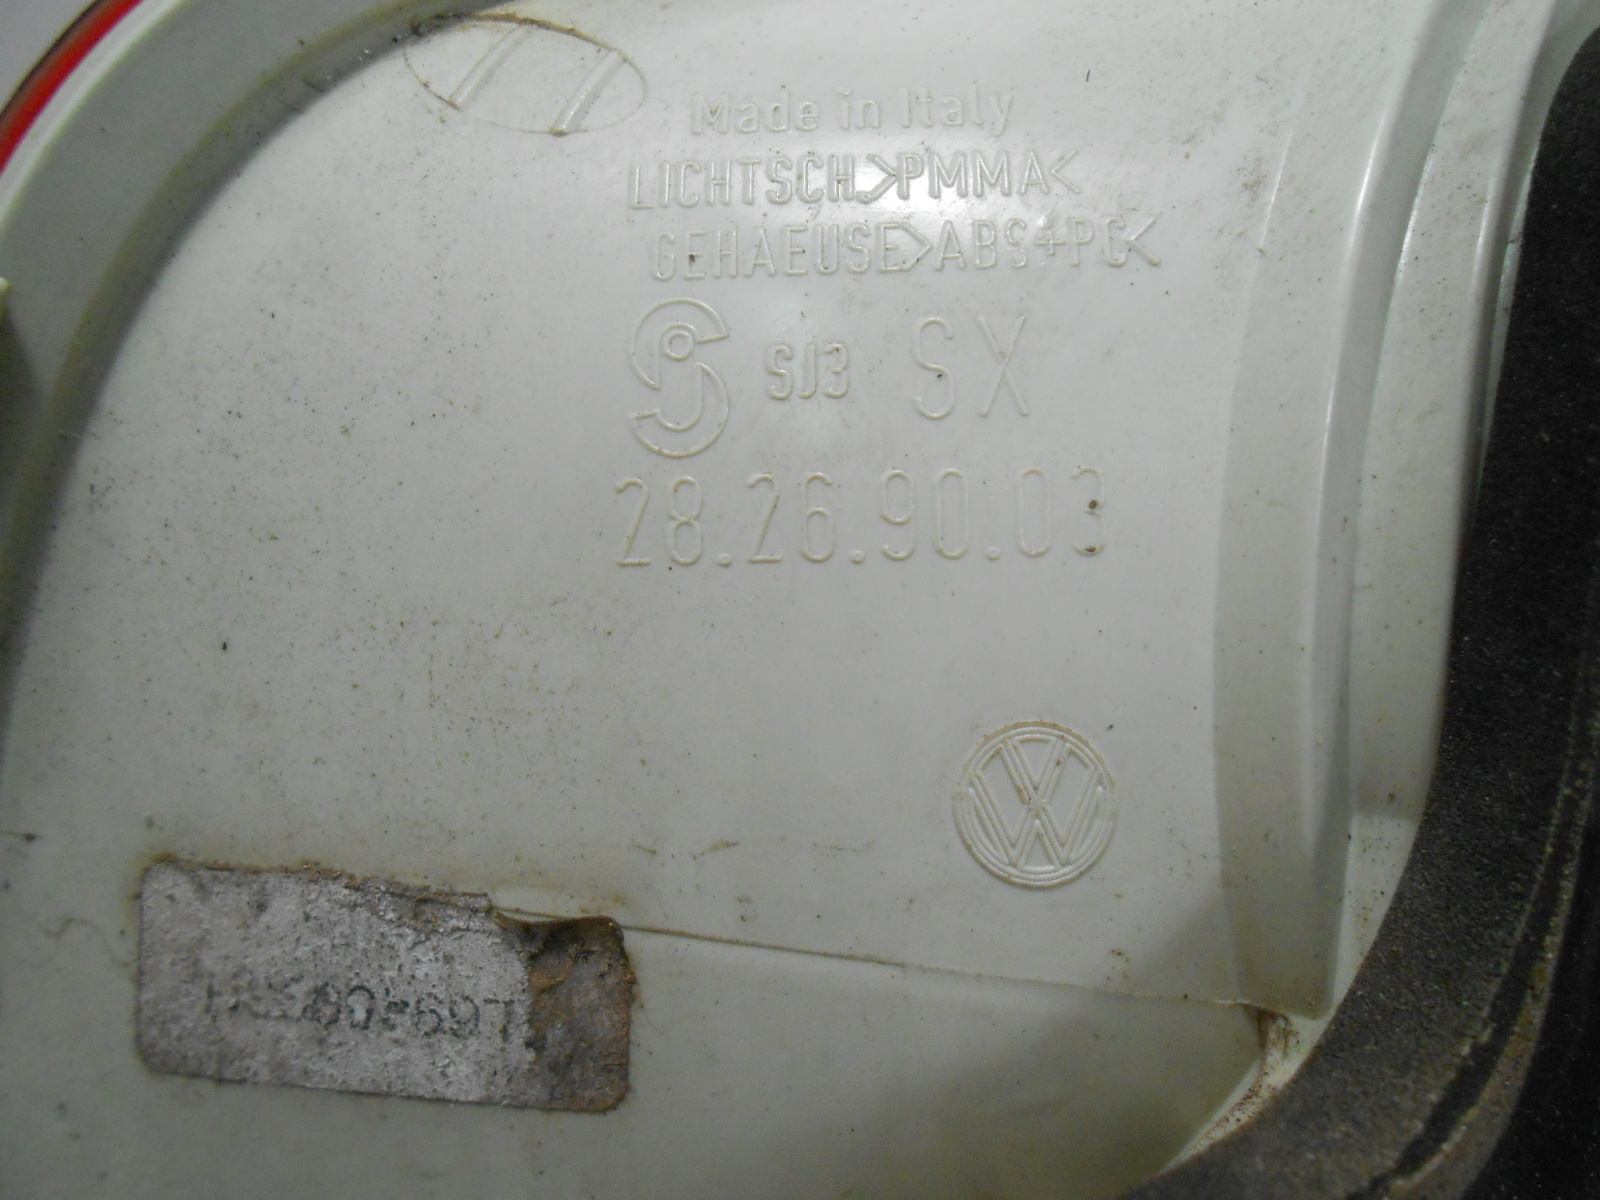 Made in Italy
LICHTSCH>PMMA<
GEHAEUSE>ABS+PC<
SJ3 SX
28.26.90.03